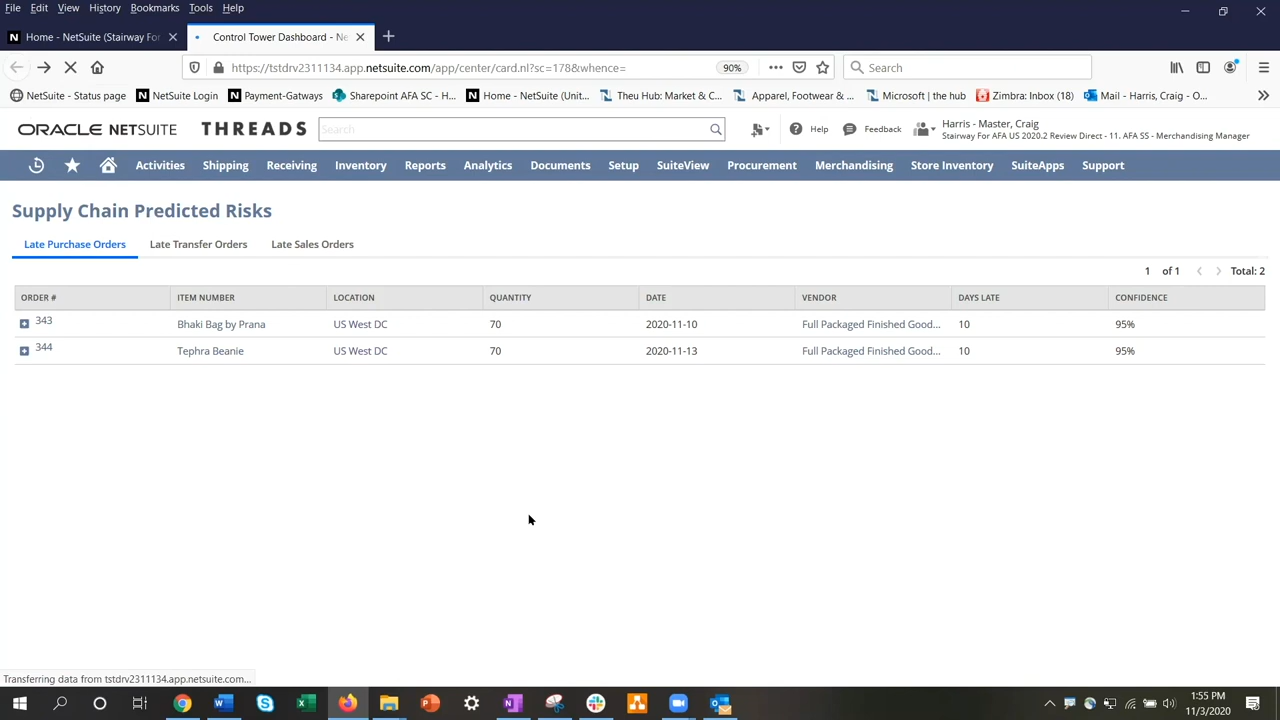 File Edit View History Bookmarks Tools Help
Home - NetSuite (Stairway For
Control Tower Dashboard - Ne
https://tstdrv2311134.app.netsuite.com/app/center/card.nl?sc=178&whence=
90%
Search
NetSuite - Status page
NetSuite Login
Payment-Gatways
Sharepoint AFA SC - H...
Home - NetSuite (Unit...
Theu Hub: Market & C...
Apparel, Footwear & ...
Microsoft | the hub
Zimbra: Inbox (18)
Mail - Harris, Craig - O...
ORACLE NETSUITE
THREADS
Search
Help
Feedback
Harris - Master, Craig
Stairway For AFA US 2020.2 Review Direct - 11. AFA SS - Merchandising Manager
Activities Shipping Receiving Inventory Reports Analytics Documents Setup SuiteView Procurement Merchandising Store Inventory SuiteApps Support
Supply Chain Predicted Risks
Late Purchase Orders Late Transfer Orders Late Sales Orders
1 of 1 Total: 2
ORDER # ITEM NUMBER LOCATION QUANTITY DATE VENDOR DAYS LATE CONFIDENCE
343 Bhaki Bag by Prana US West DC 70 2020-11-10 Full Packaged Finished Good... 10 95%
344 Tephra Beanie US West DC 70 2020-11-13 Full Packaged Finished Good... 10 95%
Transferring data from tstdrv2311134.app.netsuite.com...
1:55 PM
11/3/2020